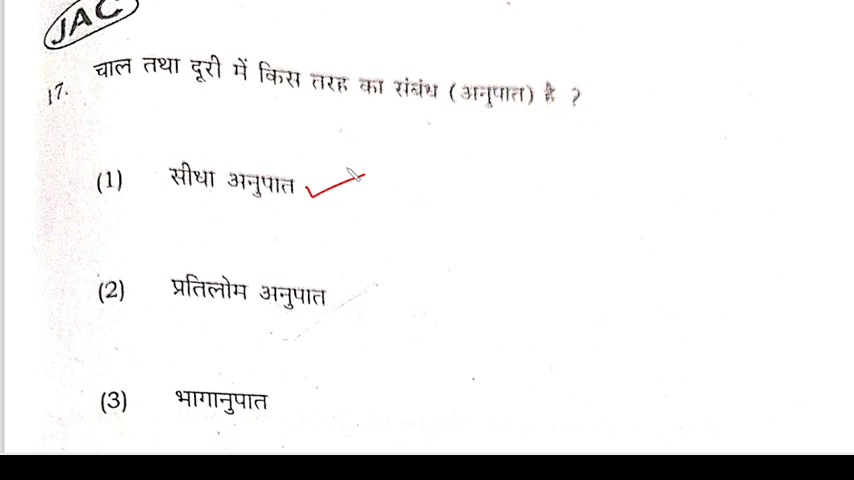 JAC
17. चाल तथा दूरी में किस तरह का संबंध (अनुपात) है ?
(1) सीधा अनुपात
(2) प्रतिलोम अनुपात
(3) भागानुपात